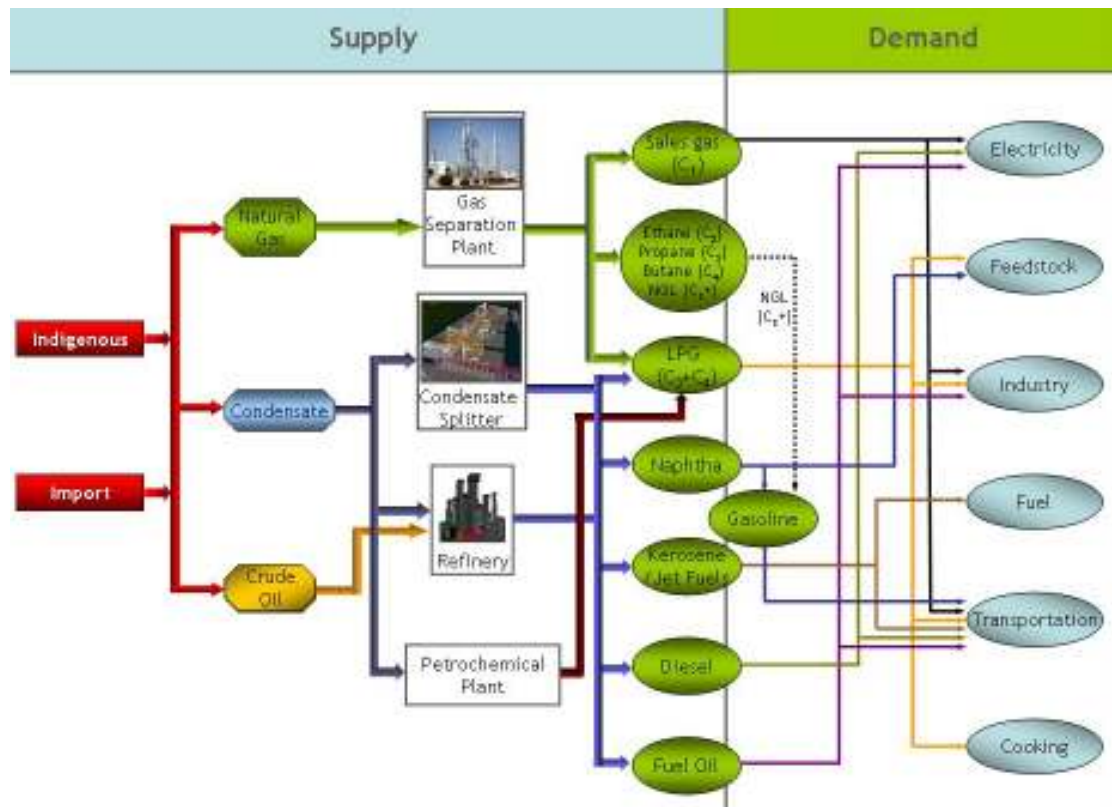 Supply
Demand
Sales gas
(C₁)
Electricity
Gas
Separation
Plant
Natural
Gas
Ethane (C₂)
Propane (C₃)
Butane (C₄)
NGL (C₅+)
Feedstock
NGL
(C₅+)
Indigenous
LPG
(C₃+C₄)
Industry
Condensate
Condensate
Splitter
Naphtha
Import
Fuel
Gasoline
Refinery
Kerosene
/Jet Fuels
Crude
Oil
Transportation
Petrochemical
Plant
Diesel
Fuel Oil
Cooking